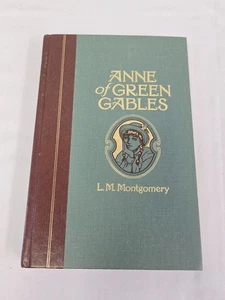 ANNE
of GREEN
GABLES
L. M. Montgomery